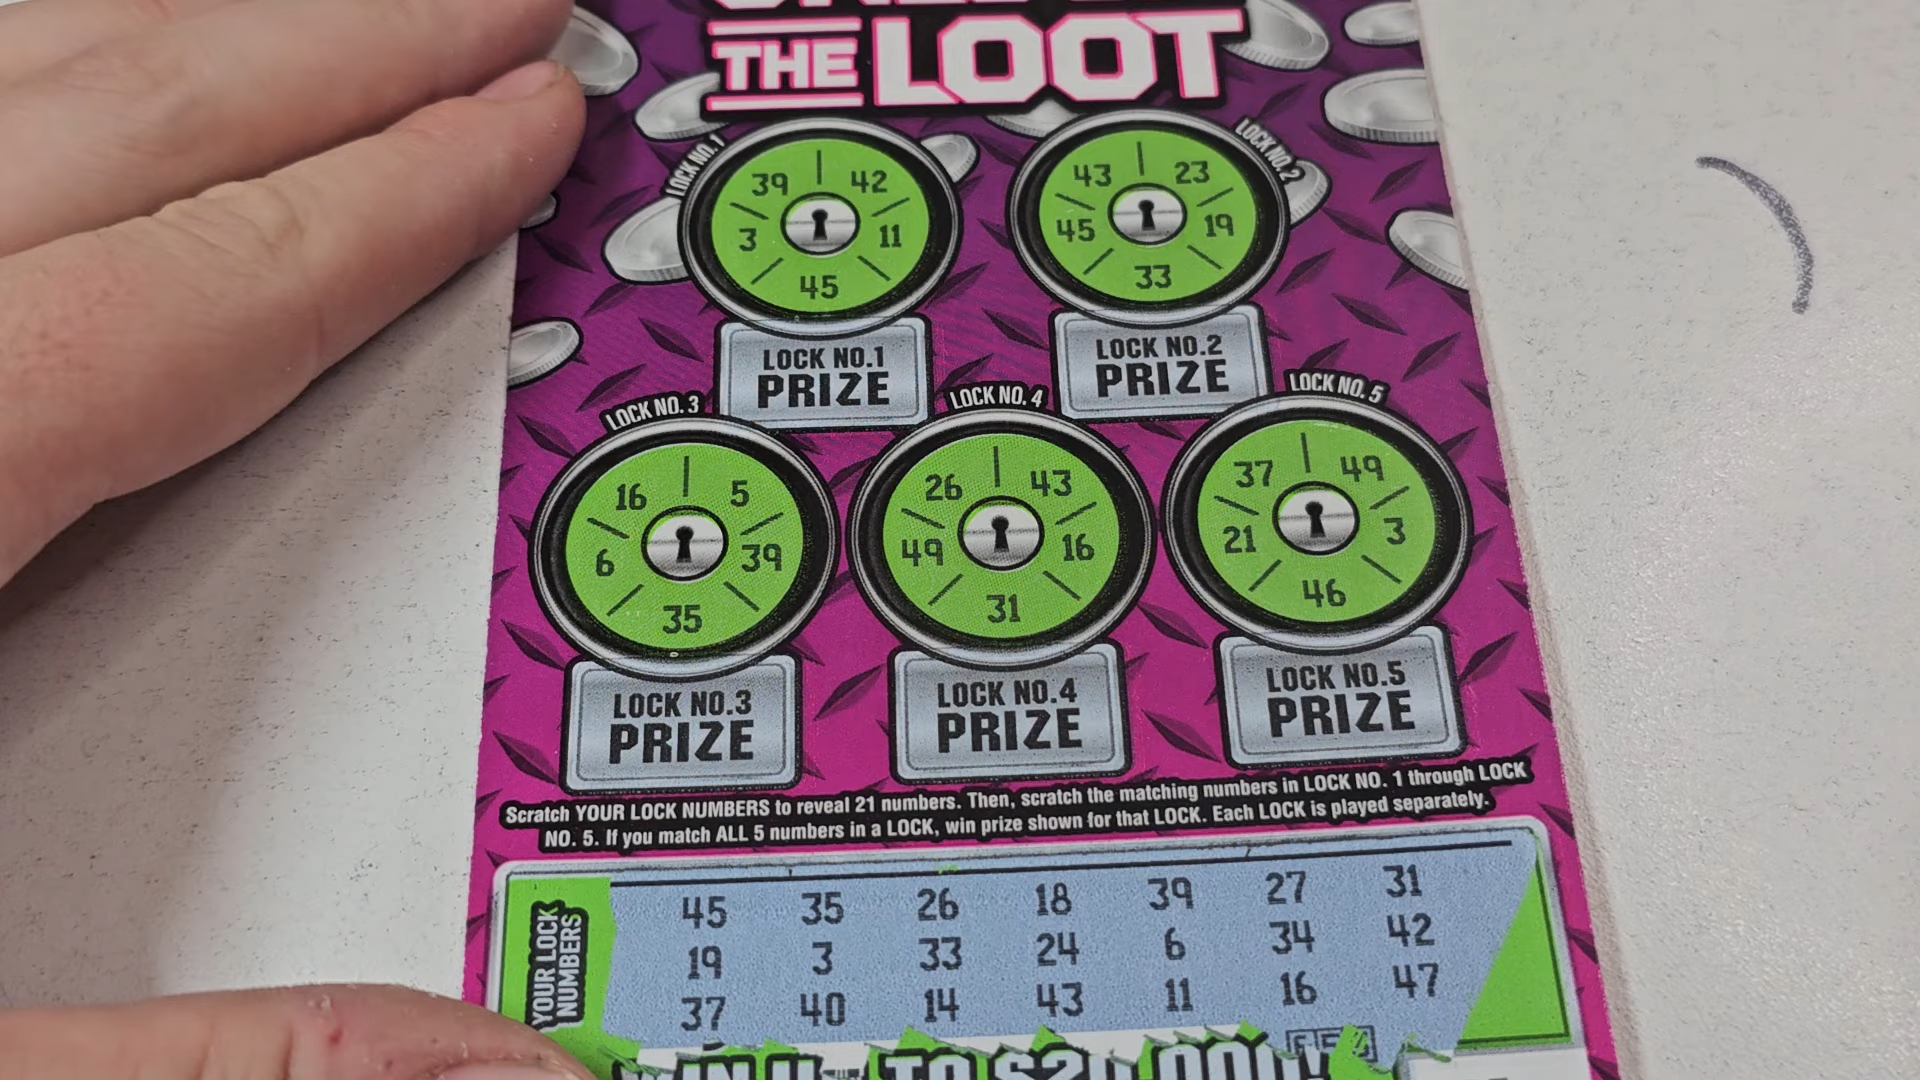 THE LOOT
LOCK NO. 1
39 42
3 11
45
LOCK NO.1
PRIZE
LOCK NO. 2
43 23
45 19
33
LOCK NO.2
PRIZE
LOCK NO. 3
16 5
6 39
35
LOCK NO.3
PRIZE
LOCK NO. 4
26 43
49 16
31
LOCK NO.4
PRIZE
LOCK NO. 5
37 49
21 3
46
LOCK NO.5
PRIZE
Scratch YOUR LOCK NUMBERS to reveal 21 numbers. Then, scratch the matching numbers in LOCK NO. 1 through LOCK
NO. 5. If you match ALL 5 numbers in a LOCK, win prize shown for that LOCK. Each LOCK is played separately.
YOUR LOCK
NUMBERS
45 35 26 18 39 27 31
19 3 33 24 6 34 42
37 40 14 43 11 16 47
WIN UP TO $20,000!